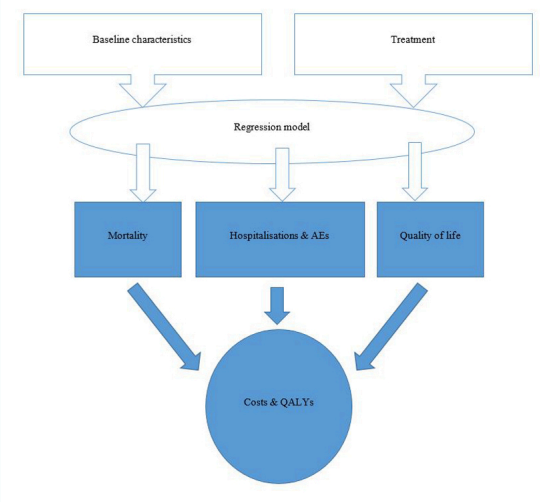 Baseline characteristics
Treatment
Regression model
Mortality
Hospitalisations & AEs
Quality of life
Costs & QALYs